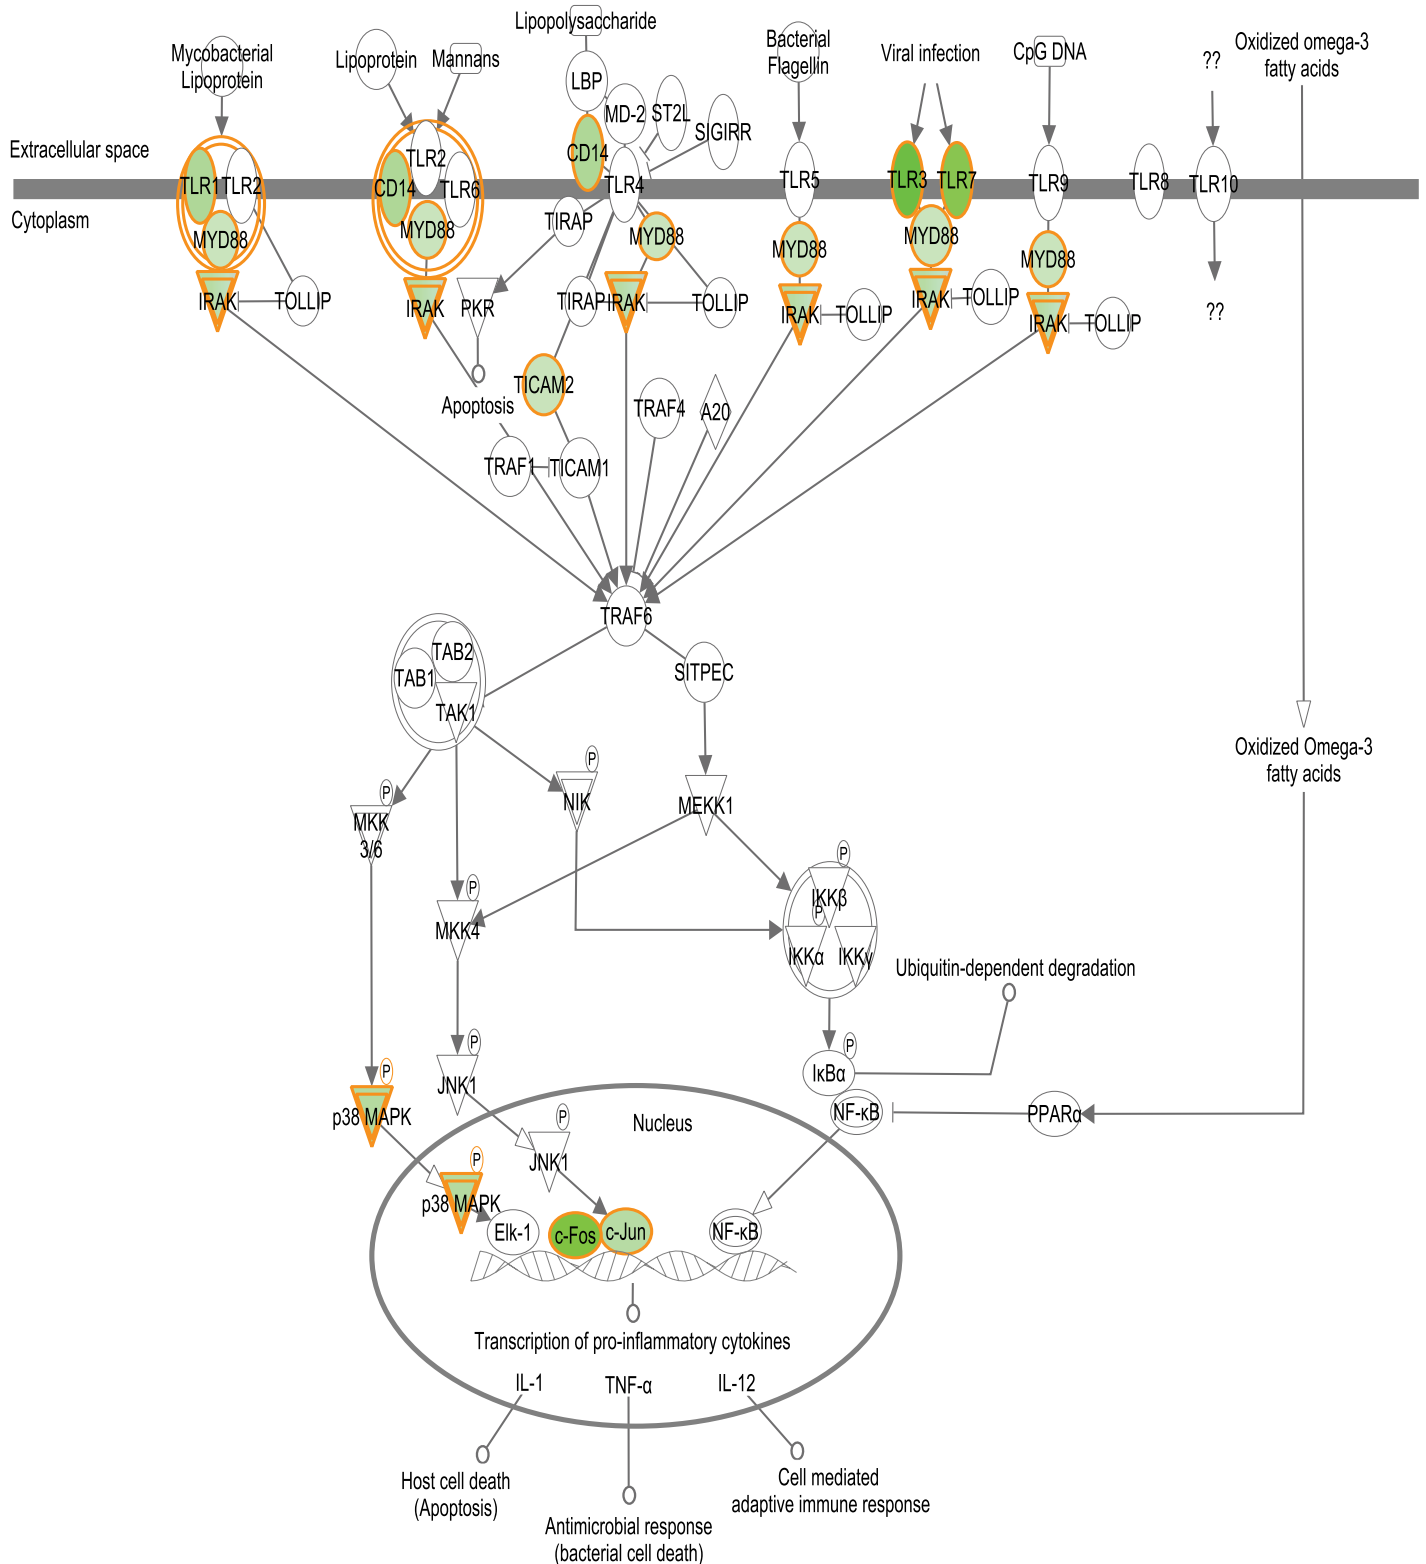 Lipopolysaccharide
Mycobacterial
Lipoprotein
Lipoprotein
Mannans
LBP
MD-2
ST2L
SIGIRR
Bacterial
Flagellin
Viral infection
CpG DNA
??
Oxidized omega-3
fatty acids
Extracellular space
Cytoplasm
TLR1
TLR2
MYD88
IRAK
TOLLIP
CD14
TLR2
TLR6
MYD88
IRAK
PKR
Apoptosis
CD14
TLR4
TIRAP
MYD88
TIRAP
IRAK
TOLLIP
TICAM2
TRAF1
TICAM1
TRAF4
A20
TLR5
MYD88
IRAK
TOLLIP
TLR3
TLR7
MYD88
IRAK
TOLLIP
TLR9
MYD88
IRAK
TOLLIP
TLR8
TLR10
??
TRAF6
TAB2
TAB1
TAK1
SITPEC
Oxidized Omega-3
fatty acids
P
NIK
MEKK1
P
MKK
3/6
P
MKK4
P
IKKβ
P
IKKα
IKKγ
Ubiquitin-dependent degradation
P
JNK1
P
IκBα
NF-κB
PPARα
P
p38 MAPK
Nucleus
P
JNK1
P
p38 MAPK
Elk-1
c-Fos
c-Jun
NF-κB
Transcription of pro-inflammatory cytokines
IL-1
TNF-α
IL-12
Host cell death
(Apoptosis)
Antimicrobial response
(bacterial cell death)
Cell mediated
adaptive immune response